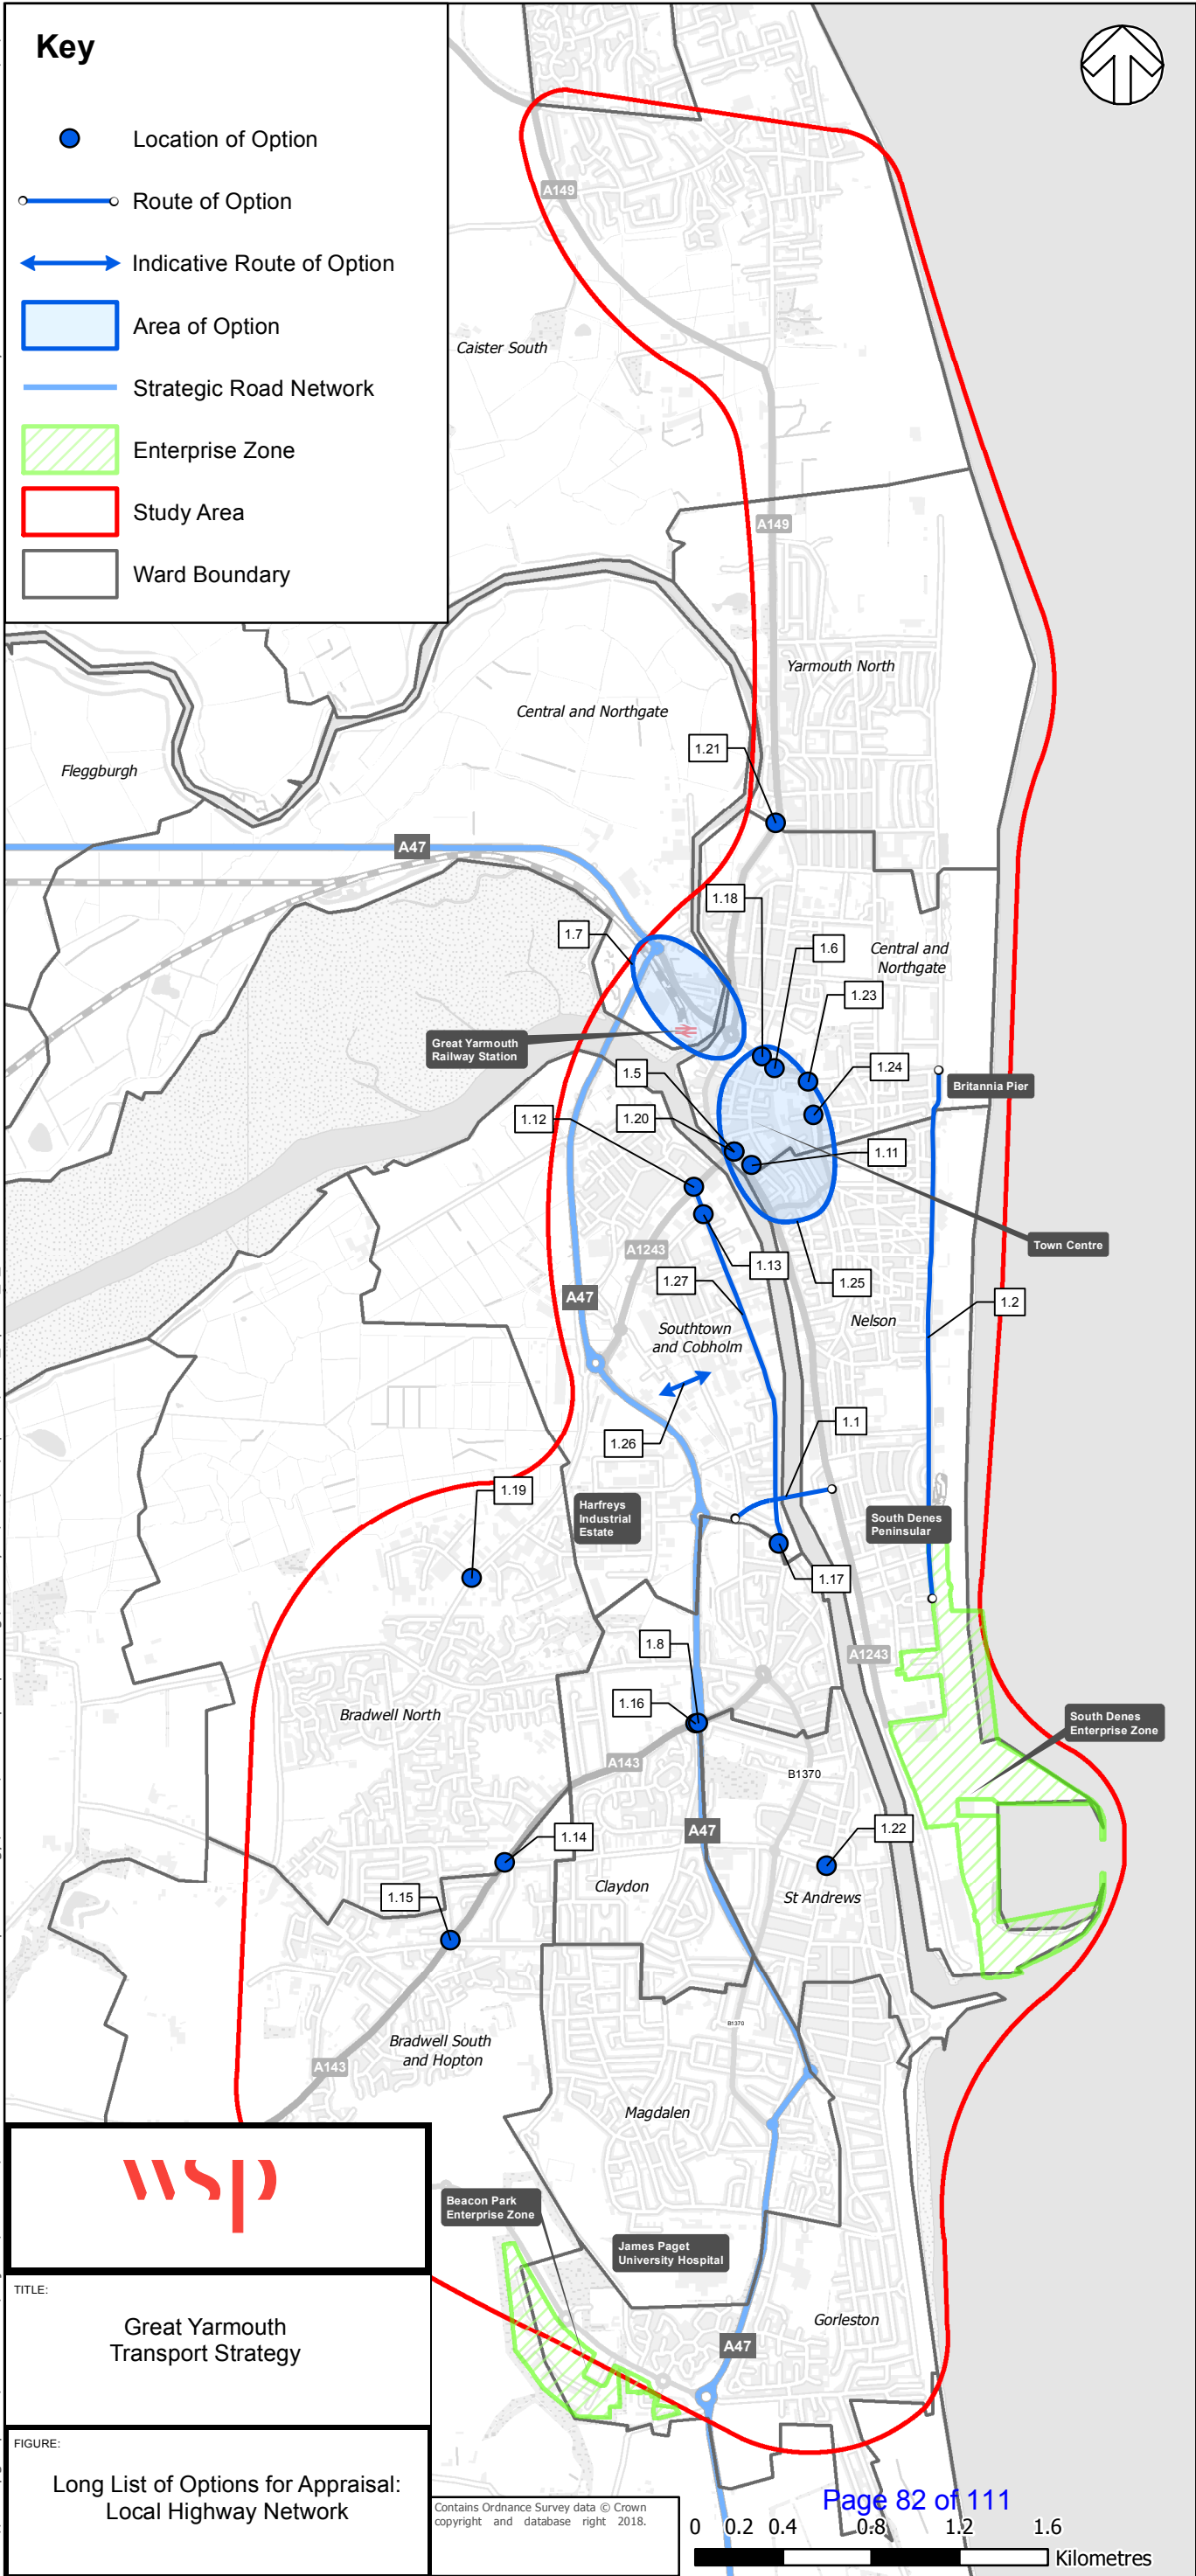 Key
Location of Option
Route of Option
Indicative Route of Option
Area of Option
Strategic Road Network
Enterprise Zone
Study Area
Ward Boundary
A149
Caister South
A149
Yarmouth North
Central and Northgate
1.21
Fleggburgh
A47
1.18
1.7
1.6
Central and
Northgate
1.23
Great Yarmouth
Railway Station
1.5
1.24
Britannia Pier
1.12
1.20
1.11
Town Centre
A1243
1.13
1.27
1.25
A47
1.2
Nelson
Southtown
and Cobholm
1.1
1.26
1.19
Harfreys
Industrial
Estate
South Denes
Peninsular
1.17
1.8
A1243
1.16
Bradwell North
South Denes
Enterprise Zone
A143
B1370
A47
1.22
1.14
Claydon
St Andrews
1.15
B1370
Bradwell South
and Hopton
A143
Magdalen
wsp
Beacon Park
Enterprise Zone
James Paget
University Hospital
TITLE:
Great Yarmouth
Transport Strategy
Gorleston
A47
FIGURE:
Long List of Options for Appraisal:
Local Highway Network
Contains Ordnance Survey data © Crown
copyright and database right 2018.
Page 82 of 111
0 0.2 0.4 0.8 1.2 1.6
Kilometres